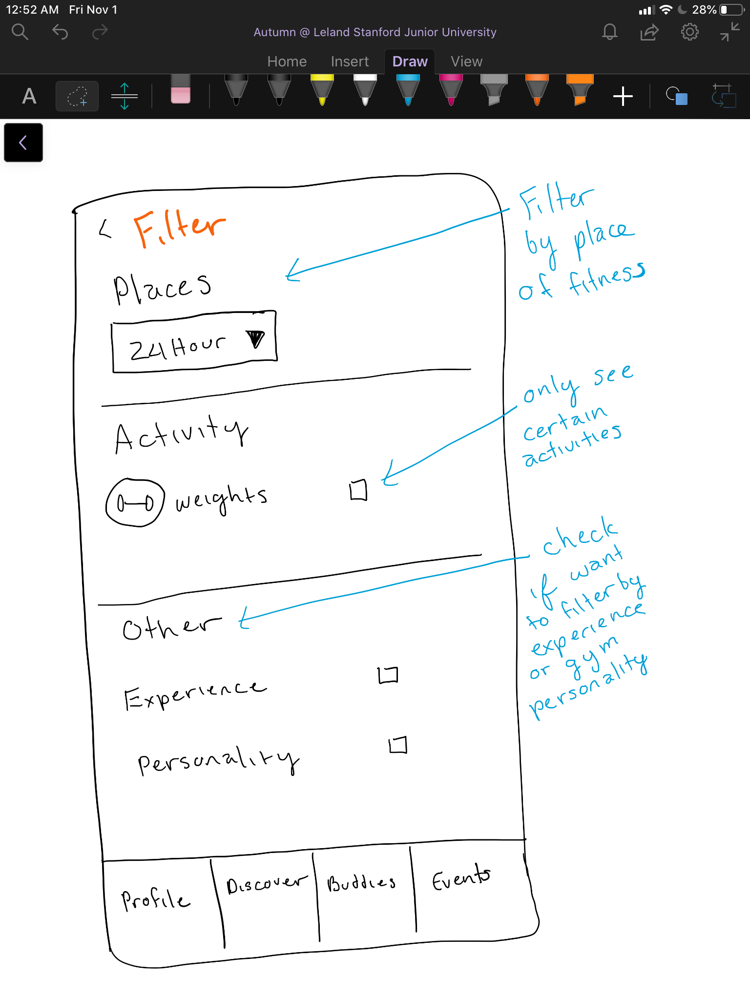 12:52 AM Fri Nov 1
28%
Autumn @ Leland Stanford Junior University
Home Insert Draw View
A
< Filter
Places
24 Hour
Activity
weights
Other
Experience
Personality
Profile Discover Buddies Events
Filter
by place
of fitness
only see
certain
activities
check
if want
to filter by
experience
or gym
personality